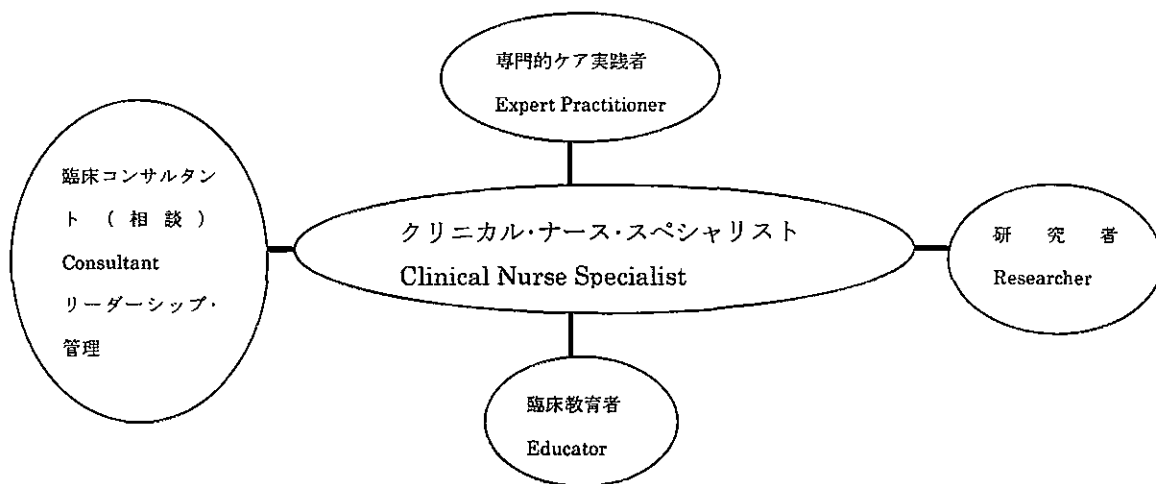 専門的ケア実践者
Expert Practitioner
臨床コンサルタン
ト（相談）
Consultant
リーダーシップ・
管理
クリニカル・ナース・スペシャリスト
Clinical Nurse Specialist
研究者
Researcher
臨床教育者
Educator